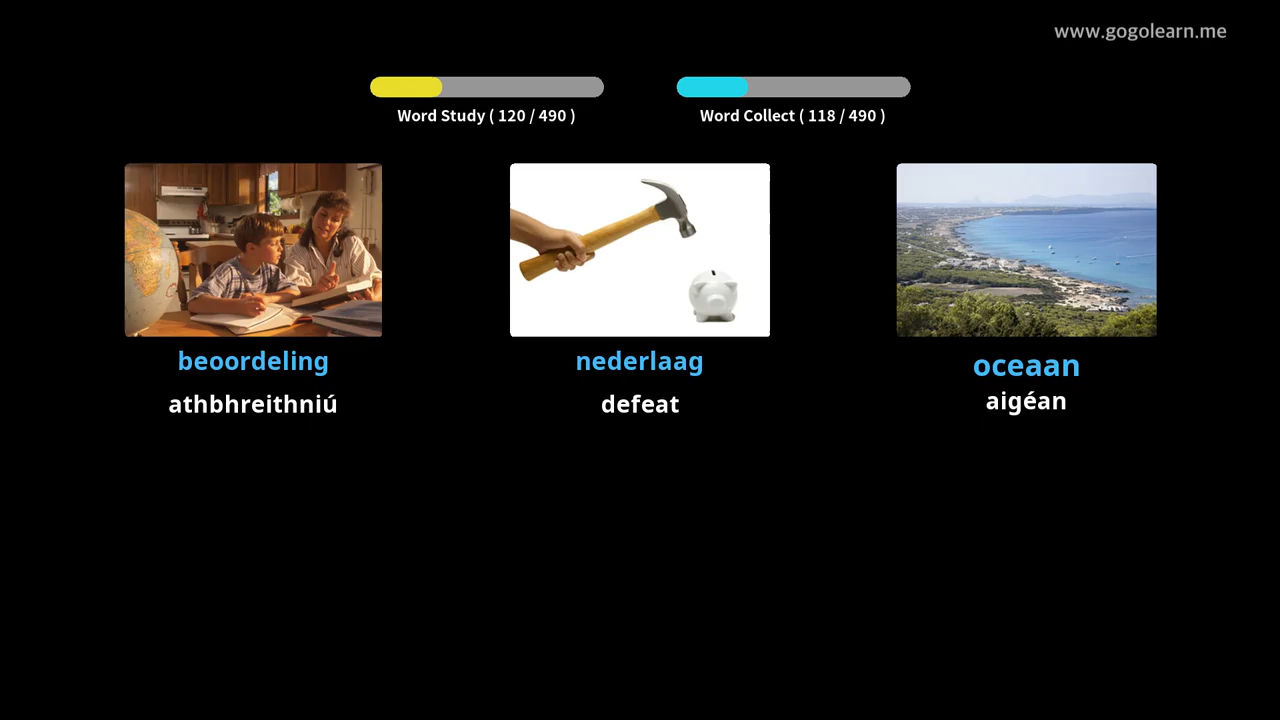 www.gogolearn.me
Word Study ( 120 / 490 )
Word Collect ( 118 / 490 )
beoordeling
athbhreithniú
nederlaag
defeat
oceaan
aigéan